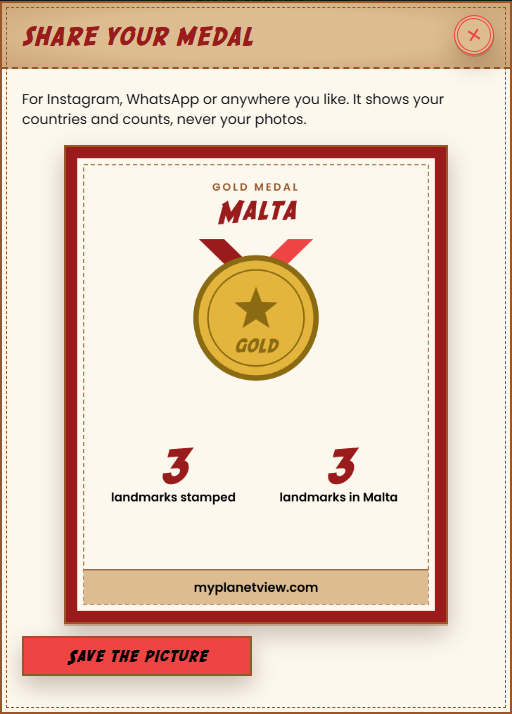 SHARE YOUR MEDAL
For Instagram, WhatsApp or anywhere you like. It shows your
countries and counts, never your photos.
GOLD MEDAL
MALTA
GOLD
3 3
landmarks stamped landmarks in Malta
myplanetview.com
SAVE THE PICTURE